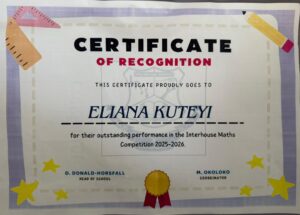 CERTIFICATE
OF RECOGNITION
THIS CERTIFICATE PROUDLY GOES TO
ELIANA KUTEYI
for their outstanding performance in the Interhouse Maths
Competition 2025-2026.
O. DONALD-HORSFALL
HEAD OF SCHOOL
M. OKOLOKO
COORDINATOR